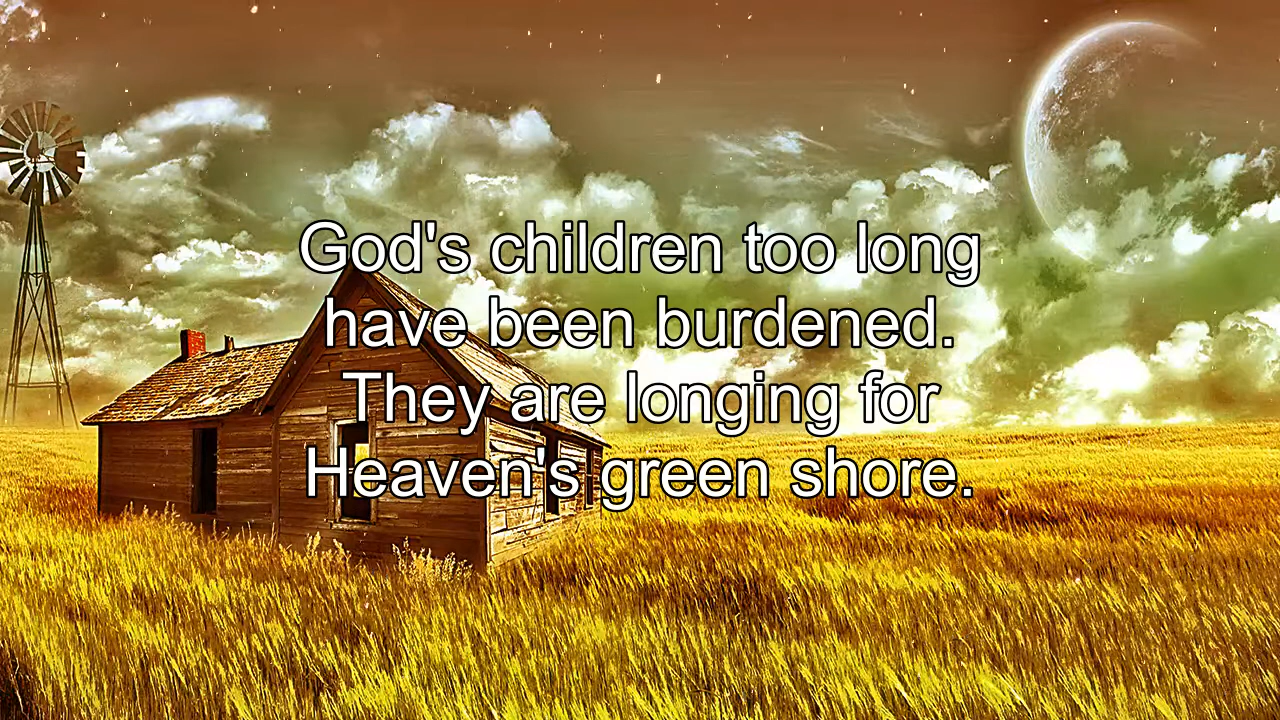 God's children too long
have been burdened.
They are longing for
Heaven's green shore.